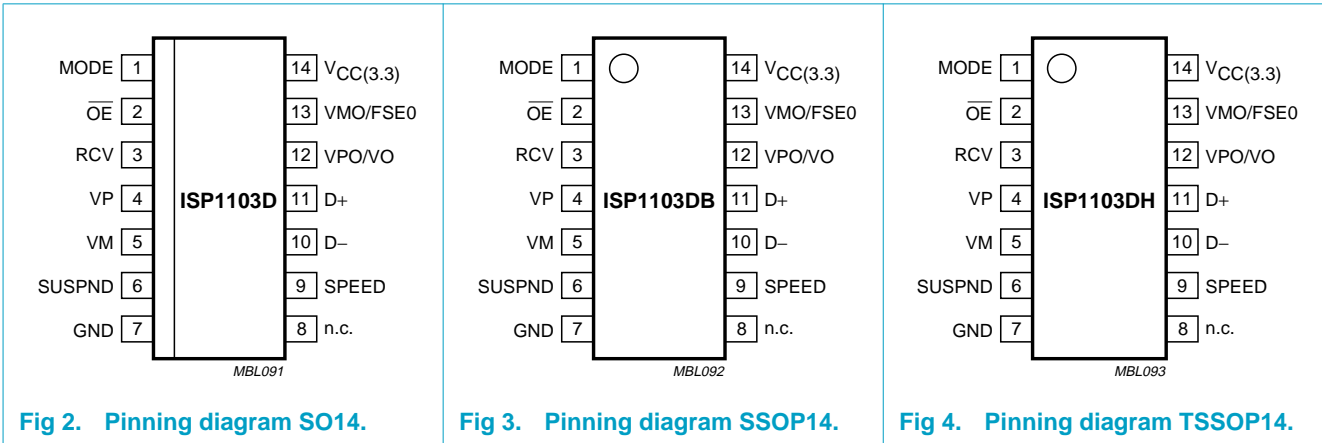 MODE 1 14 VCC(3.3)
OE 2 13 VMO/FSE0
RCV 3 12 VPO/VO
VP 4 ISP1103D 11 D+
VM 5 10 D−
SUSPND 6 9 SPEED
GND 7 8 n.c.
MBL091
Fig 2. Pinning diagram SO14.
MODE 1 14 VCC(3.3)
OE 2 13 VMO/FSE0
RCV 3 12 VPO/VO
VP 4 ISP1103DB 11 D+
VM 5 10 D−
SUSPND 6 9 SPEED
GND 7 8 n.c.
MBL092
Fig 3. Pinning diagram SSOP14.
MODE 1 14 VCC(3.3)
OE 2 13 VMO/FSE0
RCV 3 12 VPO/VO
VP 4 ISP1103DH 11 D+
VM 5 10 D−
SUSPND 6 9 SPEED
GND 7 8 n.c.
MBL093
Fig 4. Pinning diagram TSSOP14.